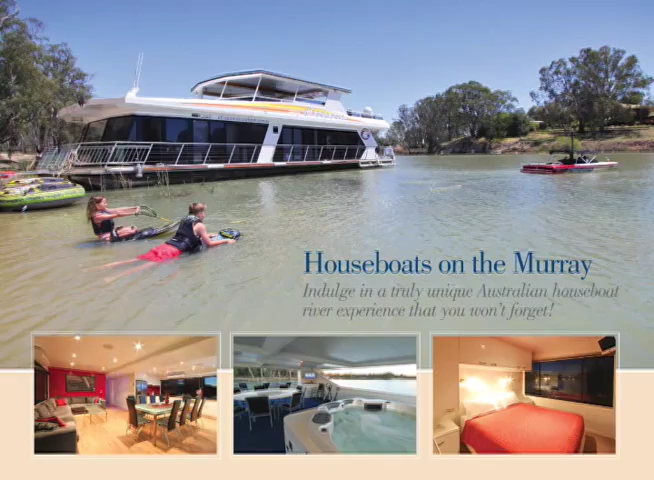 Houseboats on the Murray
Indulge in a truly unique Australian houseboat
river experience that you won't forget!